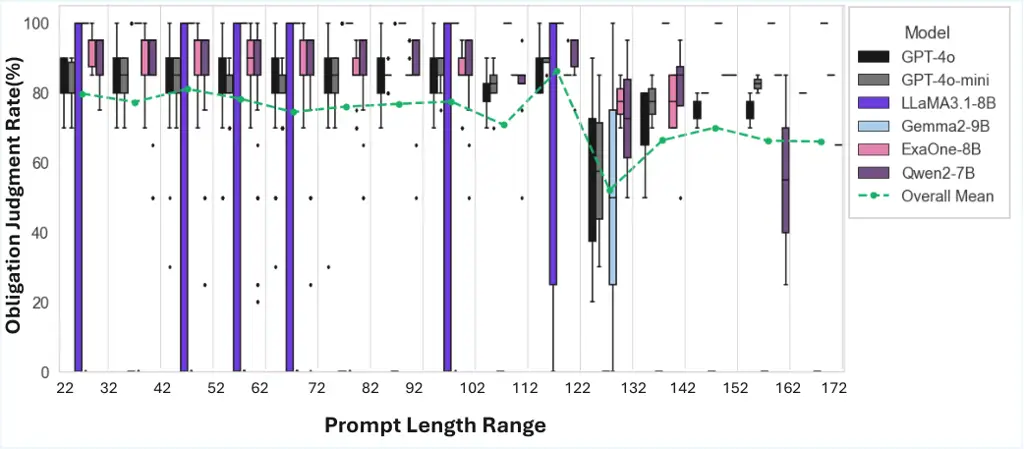 Obligation Judgment Rate(%)
100
80
60
40
20
0
22 32 42 52 62 72 82 92 102 112 122 132 142 152 162 172
Prompt Length Range
Model
GPT-4o
GPT-4o-mini
LLaMA3.1-8B
Gemma2-9B
ExaOne-8B
Qwen2-7B
Overall Mean